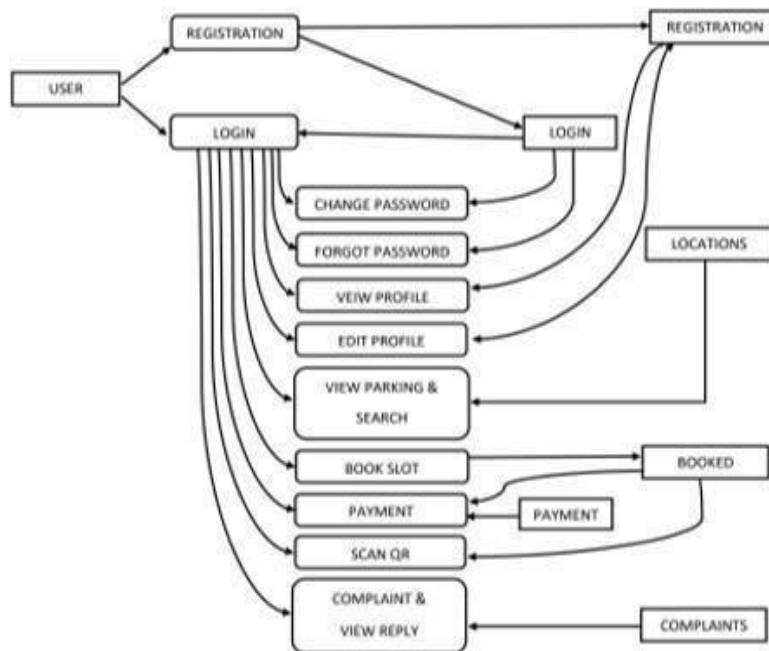 REGISTRATION
REGISTRATION
USER
LOGIN
LOGIN
CHANGE PASSWORD
FORGOT PASSWORD
LOCATIONS
VEIW PROFILE
EDIT PROFILE
VIEW PARKING &
SEARCH
BOOK SLOT
BOOKED
PAYMENT
PAYMENT
SCAN QR
COMPLAINT &
VIEW REPLY
COMPLAINTS